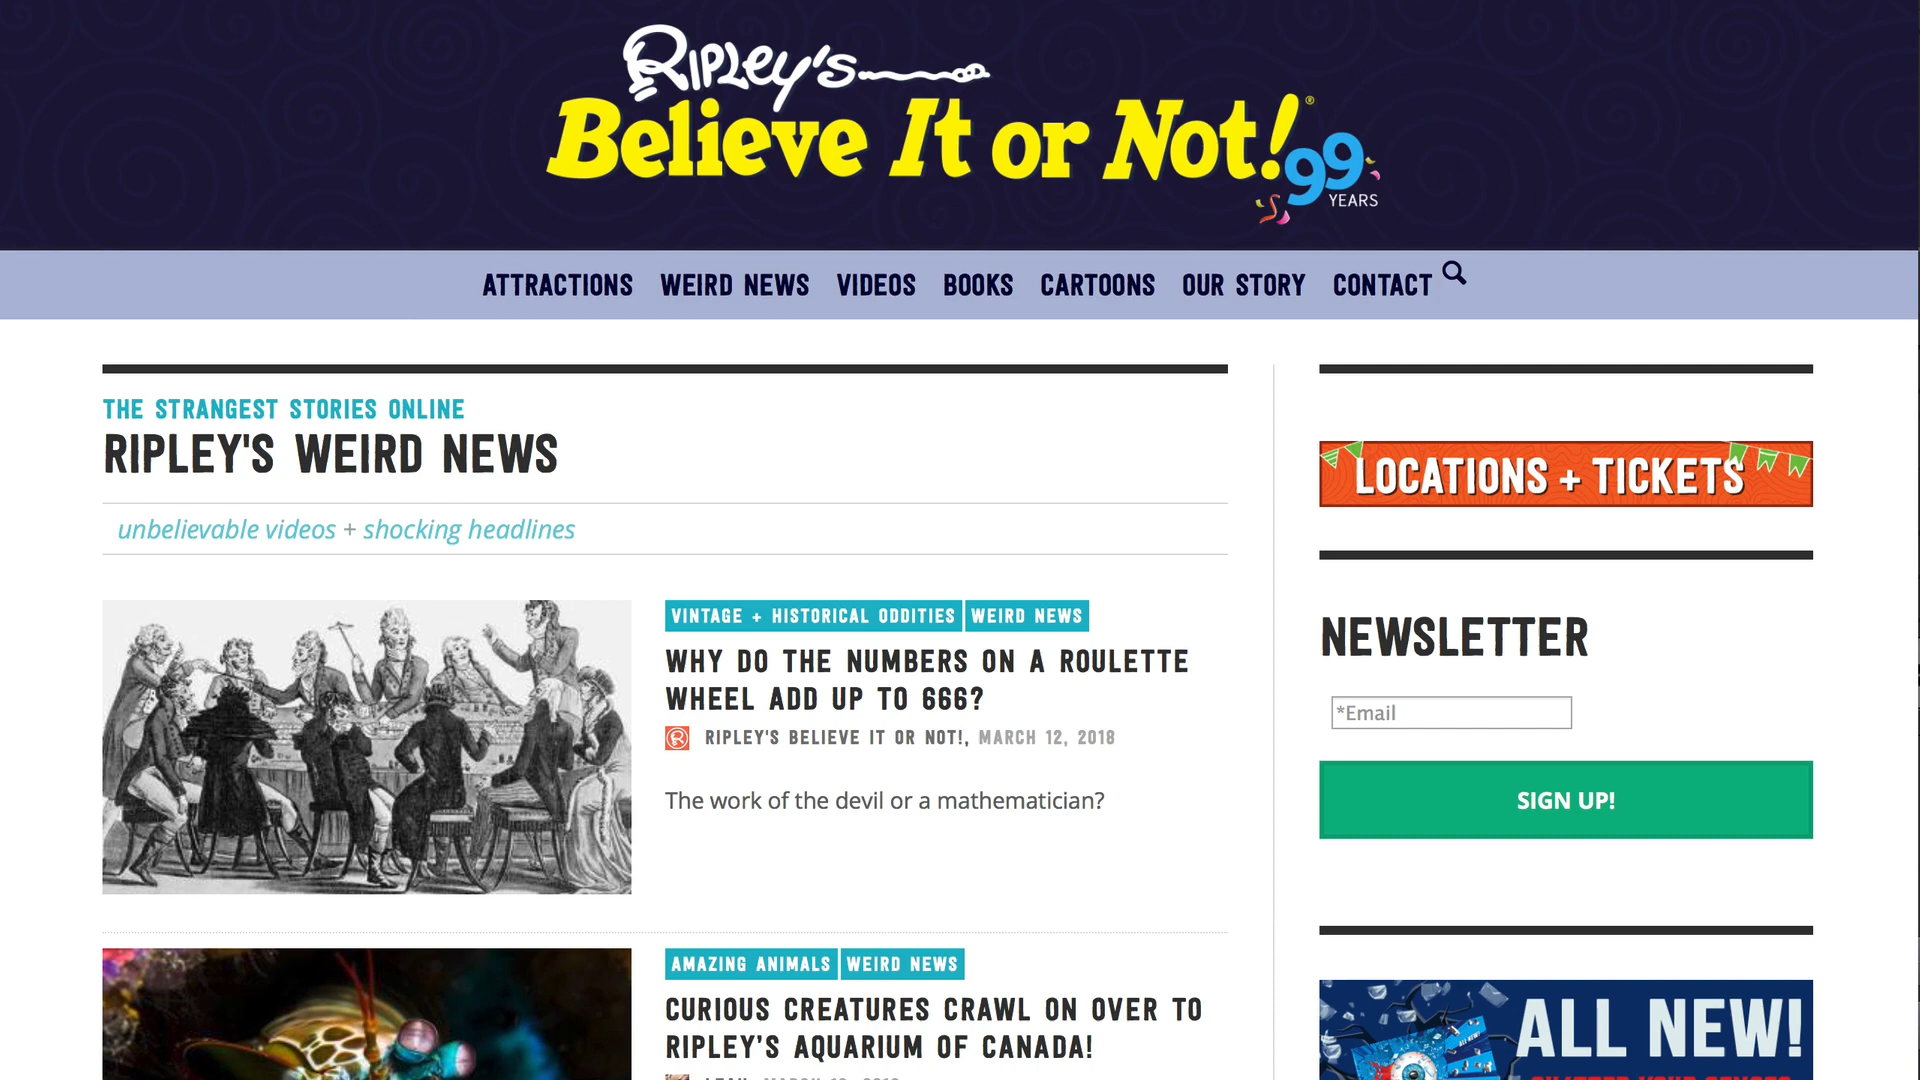 Ripley's
Believe It or Not!®
99
YEARS
ATTRACTIONS WEIRD NEWS VIDEOS BOOKS CARTOONS OUR STORY CONTACT
THE STRANGEST STORIES ONLINE
RIPLEY'S WEIRD NEWS
unbelievable videos + shocking headlines
VINTAGE + HISTORICAL ODDITIES WEIRD NEWS
WHY DO THE NUMBERS ON A ROULETTE
WHEEL ADD UP TO 666?
RIPLEY'S BELIEVE IT OR NOT!, MARCH 12, 2018
The work of the devil or a mathematician?
AMAZING ANIMALS WEIRD NEWS
CURIOUS CREATURES CRAWL ON OVER TO
RIPLEY’S AQUARIUM OF CANADA!
LOCATIONS + TICKETS
NEWSLETTER
*Email
SIGN UP!
ALL NEW!